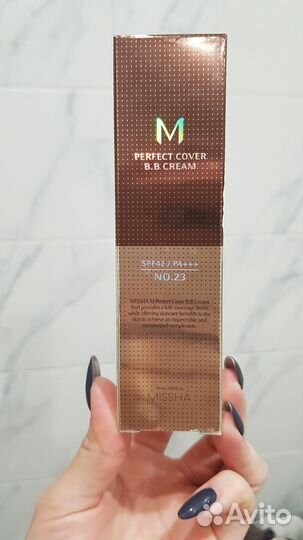 M
PERFECT COVER
B.B CREAM
SPF42 / PA+++
NO.23
MISSHA M Perfect Cover B.B Cream
that provides a full-coverage finish
while offering skincare benefits to the
skin to achieve an impeccable and
moisturized complexion.
MISSHA
Avito